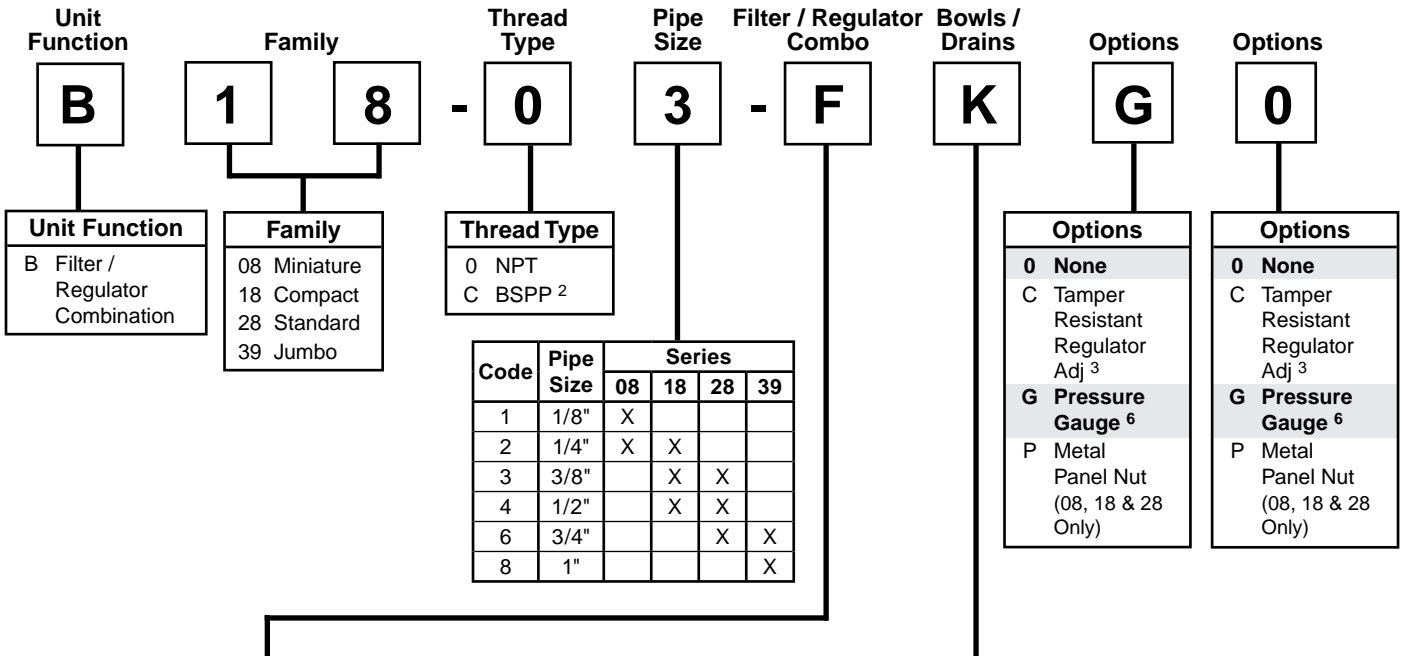 Unit Function
Family
Thread Type
Pipe Size
Filter / Regulator Combo
Bowls / Drains
Options
Options
B 1 8 - 0 3 - F K G 0
Unit Function
B Filter /
Regulator
Combination
Family
08 Miniature
18 Compact
28 Standard
39 Jumbo
Thread Type
0 NPT
C BSPP 2
Code Pipe Size Series
08 18 28 39
1 1/8" X
2 1/4" X X
3 3/8" X X
4 1/2" X X
6 3/4" X X
8 1" X
Options
0 None
C Tamper
Resistant
Regulator
Adj 3
G Pressure
Gauge 6
P Metal
Panel Nut
(08, 18 & 28
Only)
Options
0 None
C Tamper
Resistant
Regulator
Adj 3
G Pressure
Gauge 6
P Metal
Panel Nut
(08, 18 & 28
Only)